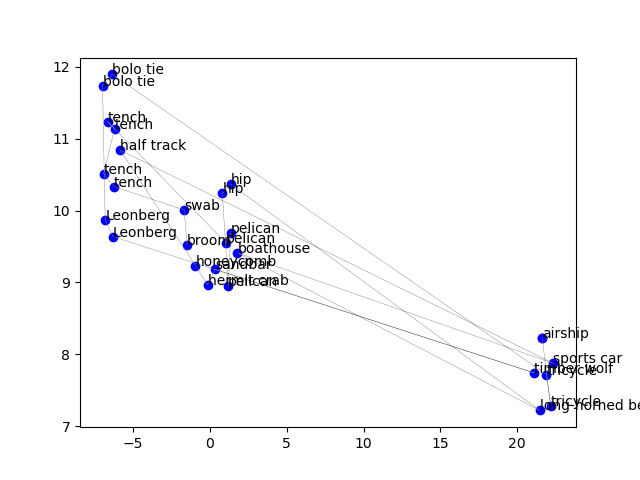 12
11
10
9
8
7
−5
0
5
10
15
20
bolo tie
bolo tie
tench
tench
half track
tench
tench
hip
hip
swab
Leonberg
Leonberg
pelican
pelican
broom
boathouse
honeycomb
sandbar
hermit crab
pelican
airship
sports car
timber wolf
tricycle
tricycle
long-horned be